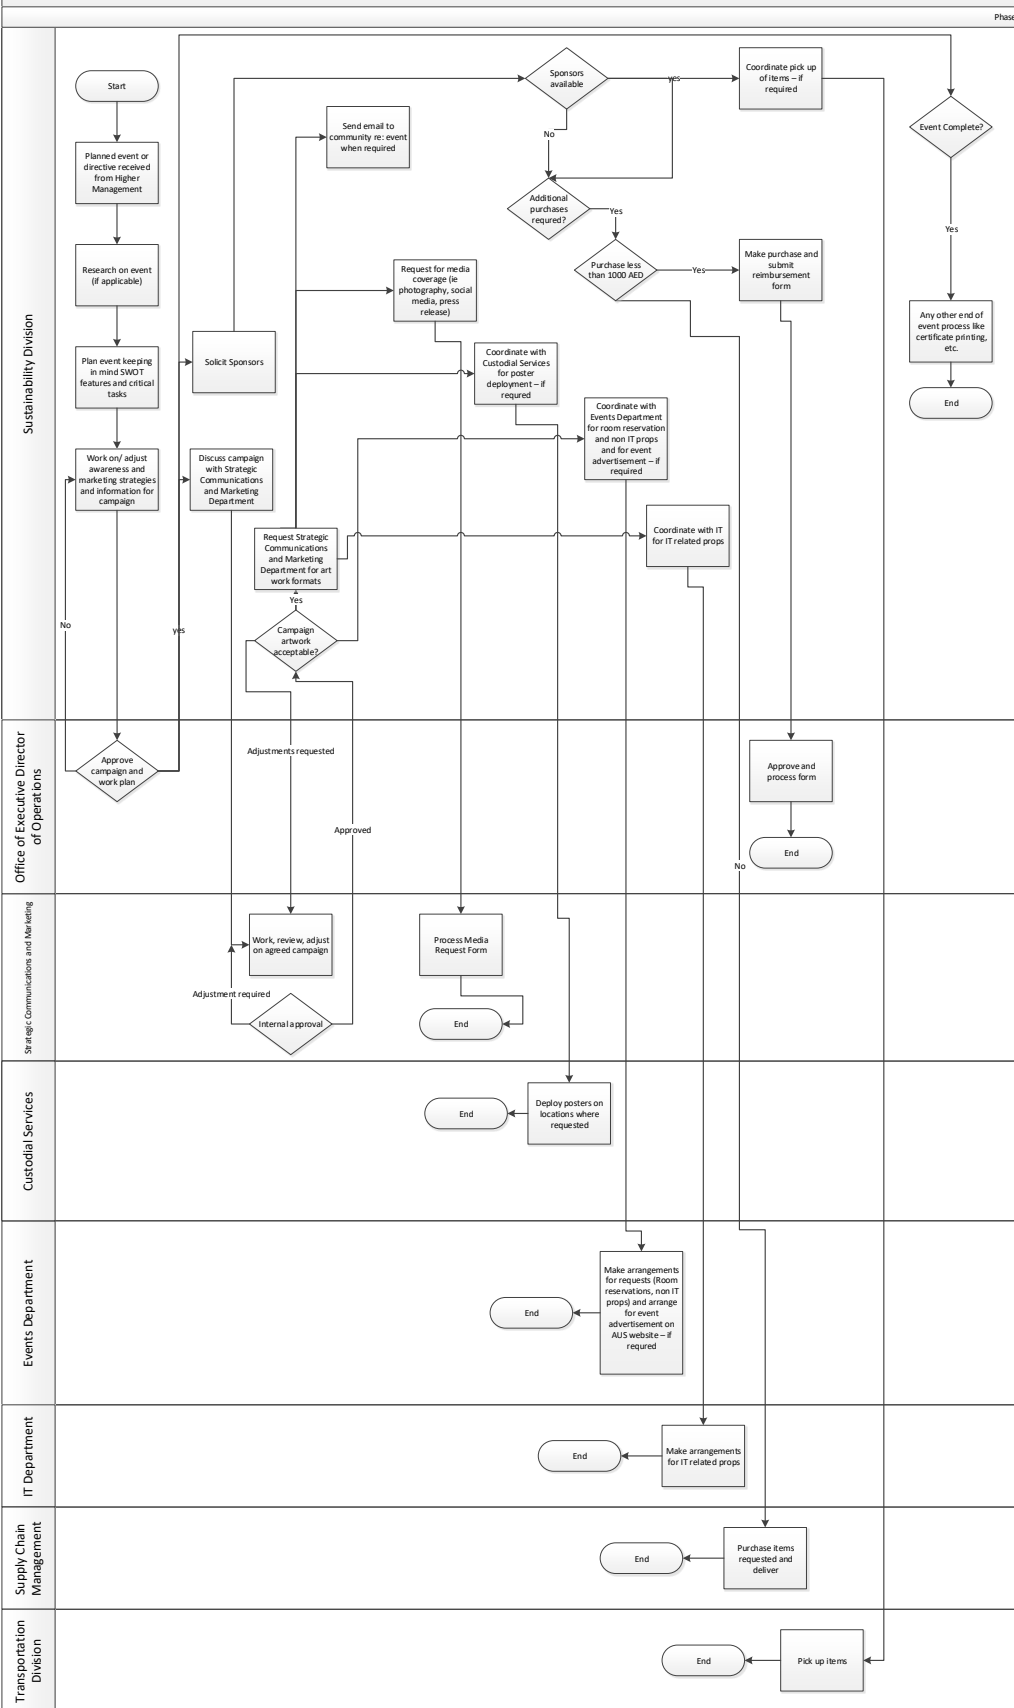 Phase
Sustainability Division
Start
Planned event or
directive received
from Higher
Management
Research on event
(if applicable)
Plan event keeping
in mind SWOT
features and critical
tasks
Work on/ adjust
awareness and
marketing strategies
and information for
campaign
No
yes
Solicit Sponsors
Discuss campaign
with Strategic
Communications
and Marketing
Department
Request Strategic
Communications
and Marketing
Department for art
work formats
Yes
Campaign
artwork
acceptable?
Send email to
community re: event
when required
Request for media
coverage (ie
photography, social
media, press
release)
Coordinate with
Custodial Services
for poster
deployment – if
requred
Coordinate with
Events Department
for room reservation
and non IT props
and for event
advertisement – if
required
Coordinate with IT
for IT related props
Sponsors
available
yes
No
Additional
purchases
requred?
Yes
Purchase less
than 1000 AED
Yes
Coordinate pick up
of items – if
required
Make purchase and
submit
reimbursement
form
Event Complete?
Yes
Any other end of
event process like
certificate printing,
etc.
End
Office of Executive Director
of Operations
Approve
campaign and
work plan
Adjustments requested
Approved
No
Approve and
process form
End
Strategic Communications and Marketing
Work, review, adjust
on agreed campaign
Adjustment required
Internal approval
Process Media
Request Form
End
Custodial Services
End
Deploy posters on
locations where
requested
Events Department
End
Make arrangements
for requests (Room
reservations, non IT
props) and arrange
for event
advertisement on
AUS website – if
requred
IT Department
End
Make arrangements
for IT related props
Supply Chain
Management
End
Purchase items
requested and
deliver
Transportation
Division
End
Pick up items